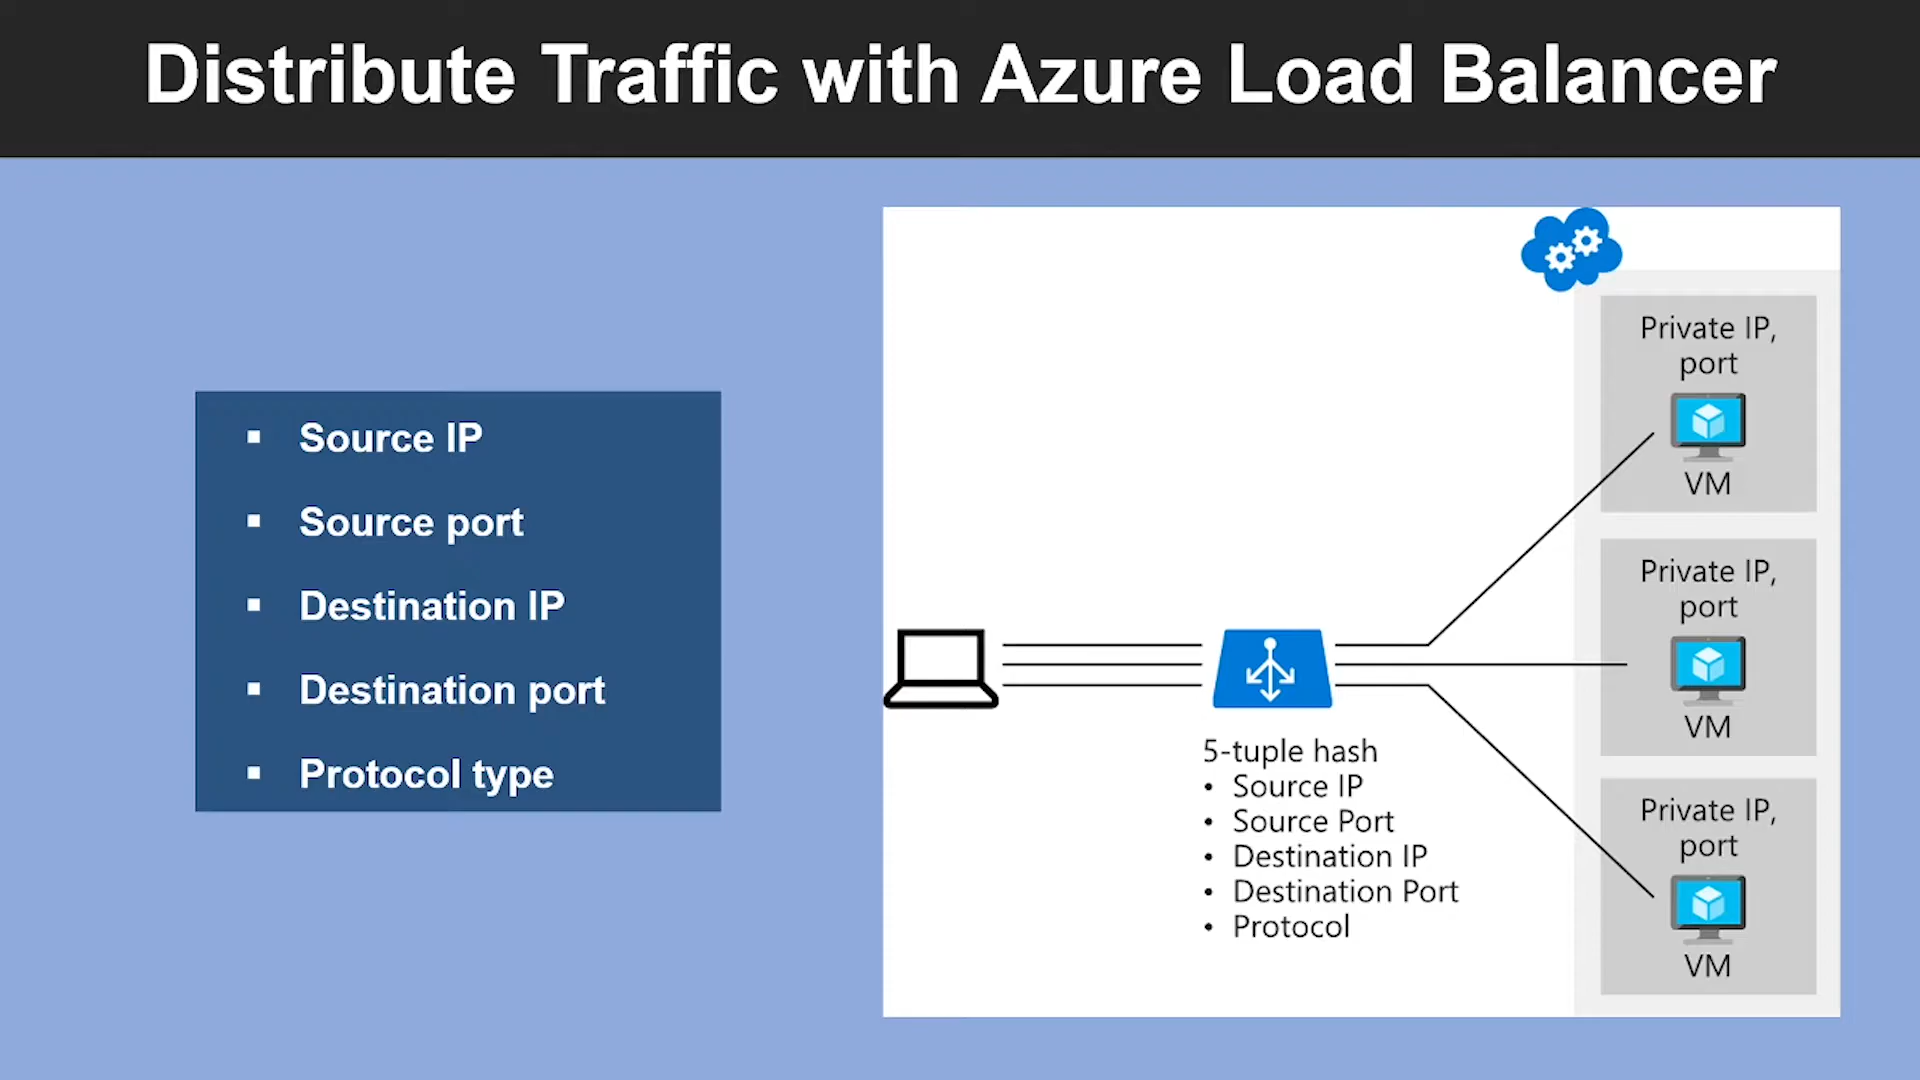 Distribute Traffic with Azure Load Balancer
▪ Source IP
▪ Source port
▪ Destination IP
▪ Destination port
▪ Protocol type
Private IP,
port
VM
Private IP,
port
VM
Private IP,
port
VM
5-tuple hash
• Source IP
• Source Port
• Destination IP
• Destination Port
• Protocol